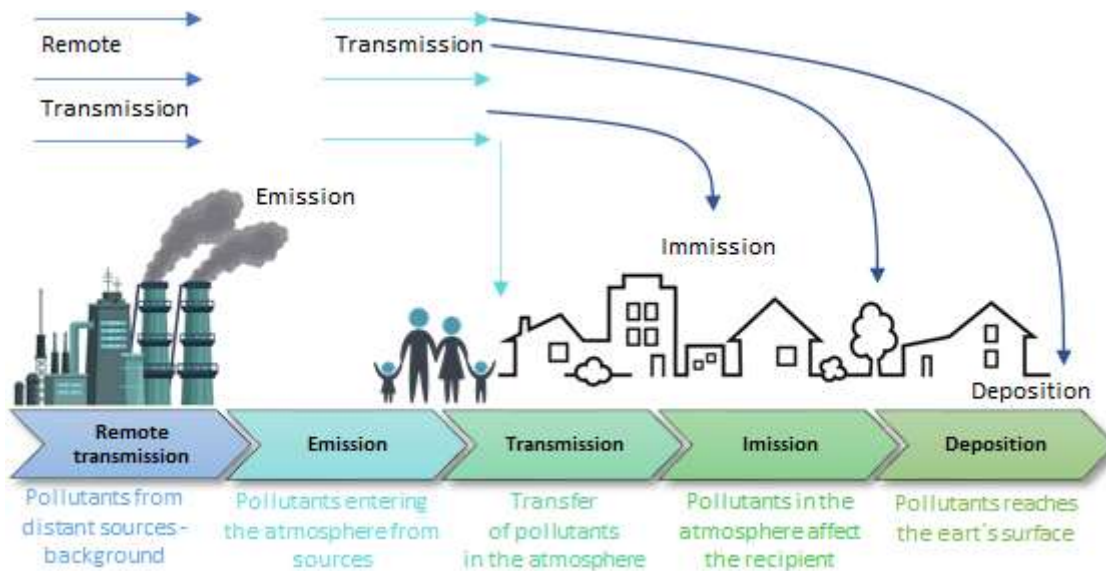 Remote
Transmission
Transmission
Emission
Immission
Deposition
Remote
transmission
Emission
Transmission
Imission
Deposition
Pollutants from
distant sources-
background
Pollutants entering
the atmosphere from
sources
Transfer
of pollutants
in the atmosphere
Pollutants in the
atmosphere affect
the recipient
Pollutants reaches
the eart´s surface